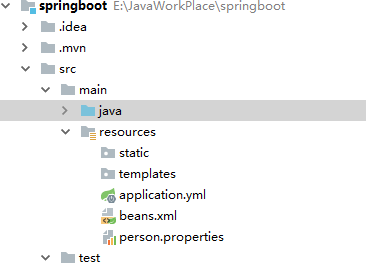 springboot E:\JavaWorkPlace\springboot
.idea
.mvn
src
main
java
resources
static
templates
application.yml
beans.xml
person.properties
test